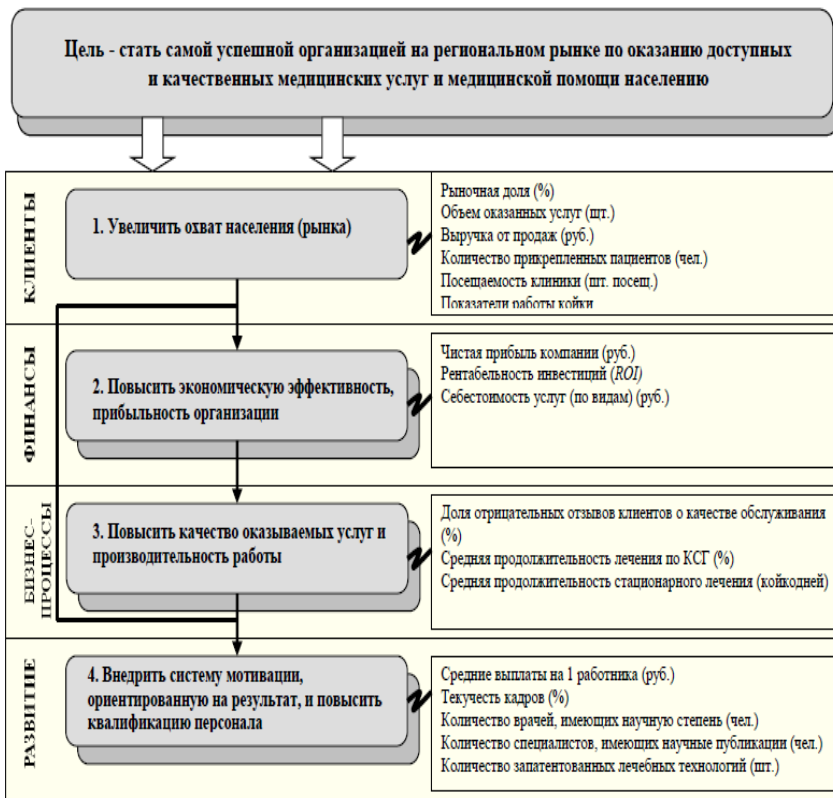 Цель - стать самой успешной организацией на региональном рынке по оказанию доступных
и качественных медицинских услуг и медицинской помощи населению
КЛИЕНТЫ
1. Увеличить охват населения (рынка)
Рыночная доля (%)
Объем оказанных услуг (щт.)
Выручка от продаж (руб.)
Количество прикрепленных пациентов (чел.)
Посещаемость клиники (шт. посещ.)
Показатели работы койки
ФИНАНСЫ
2. Повысить экономическую эффективность,
прибыльность организации
Чистая прибыль компании (руб.)
Рентабельность инвестиций (ROI)
Себестоимость услуг (по видам) (руб.)
БИЗНЕС-
ПРОЦЕССЫ
3. Повысить качество оказываемых услуг и
производительность работы
Доля отрицательных отзывов клиентов о качестве обслуживания
(%)
Средняя продолжительность лечения по КСГ (%)
Средняя продолжительность стационарного лечения (койкодней)
РАЗВИТИЕ
4. Внедрить систему мотивации,
ориентированную на результат, и повысить
квалификацию персонала
Средние выплаты на 1 работника (руб.)
Текучесть кадров (%)
Количество врачей, имеющих научную степень (чел.)
Количество специалистов, имеющих научные публикации (чел.)
Количество запатентованных лечебных технологий (шт.)